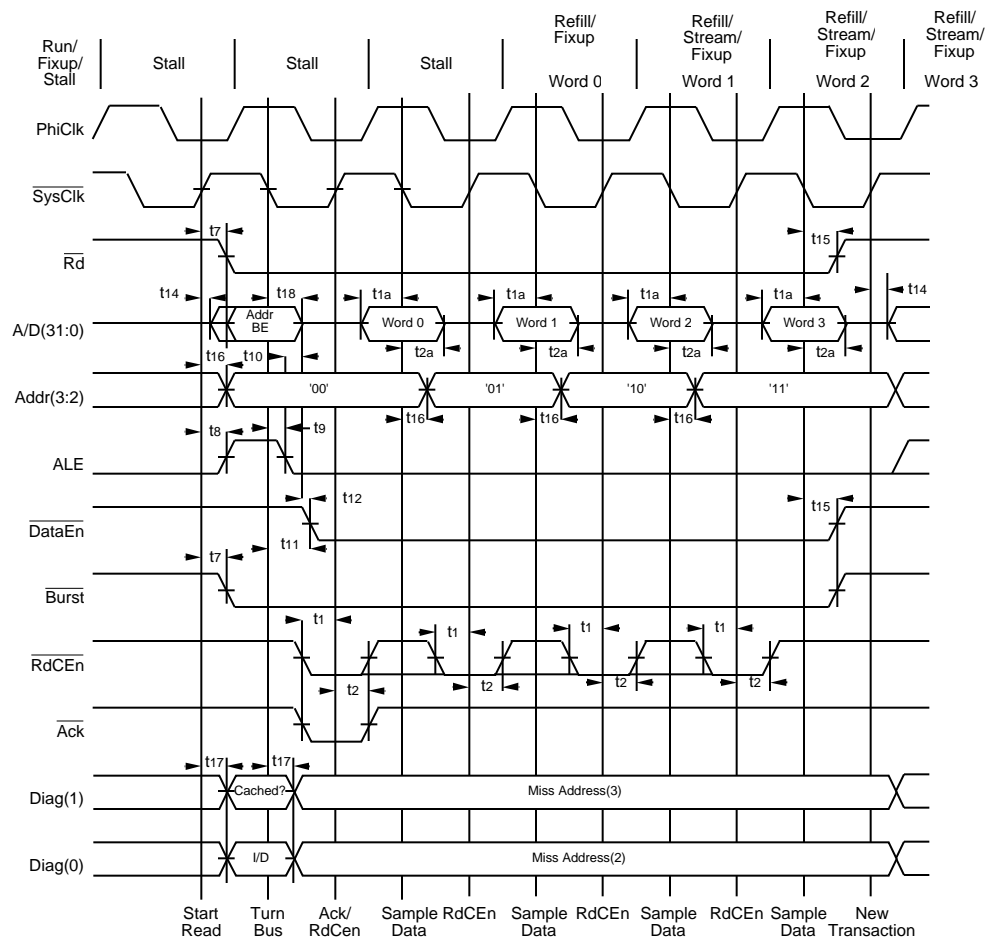 Run/
Fixup/
Stall
Stall
Stall
Stall
Refill/
Fixup
Word 0
Refill/
Stream/
Fixup
Word 1
Refill/
Stream/
Fixup
Word 2
Refill/
Stream/
Fixup
Word 3
PhiClk
SysClk
Rd
t7
t15
A/D(31:0)
t14
t18
t1a
t1a
t1a
t1a
t14
Addr
BE
Word 0
Word 1
Word 2
Word 3
t2a
t2a
t2a
t2a
Addr(3:2)
t16
t10
'00'
'01'
'10'
'11'
t16
t16
t16
ALE
t8
t9
DataEn
t12
t11
t15
Burst
t7
RdCEn
t1
t1
t1
t1
t2
t2
t2
t2
Ack
Diag(1)
t17
t17
Cached?
Miss Address(3)
Diag(0)
I/D
Miss Address(2)
Start
Read
Turn
Bus
Ack/
RdCen
Sample
Data
RdCEn
Sample
Data
RdCEn
Sample
Data
RdCEn
Sample
Data
New
Transaction